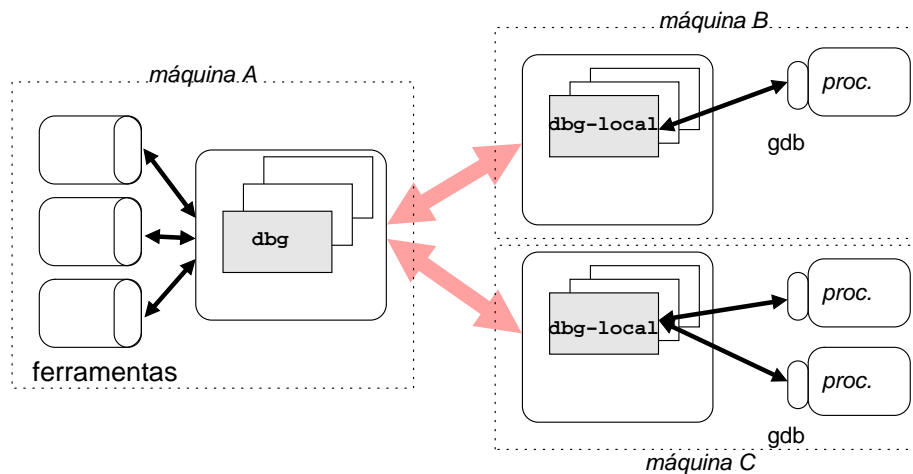 máquina A
dbg
ferramentas
máquina B
dbg-local
proc.
gdb
dbg-local
proc.
proc.
gdb
máquina C